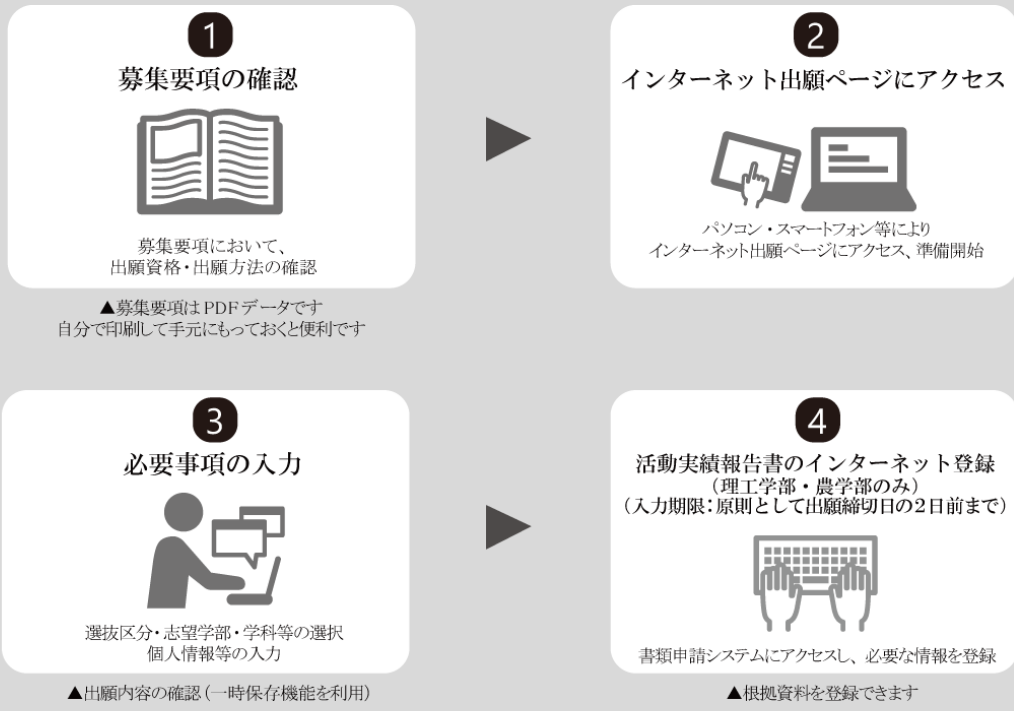 1
募集要項の確認
募集要項において、
出願資格・出願方法の確認
▲募集要項はPDFデータです
自分で印刷して手元にもっておくと便利です
2
インターネット出願ページにアクセス
パソコン・スマートフォン等により
インターネット出願ページにアクセス、準備開始
3
必要事項の入力
選抜区分・志望学部・学科等の選択
個人情報等の入力
▲出願内容の確認(一時保存機能を利用)
4
活動実績報告書のインターネット登録
(理工学部・農学部のみ)
(入力期限:原則として出願締切日の2日前まで)
書類申請システムにアクセスし、必要な情報を登録
▲根拠資料を登録できます